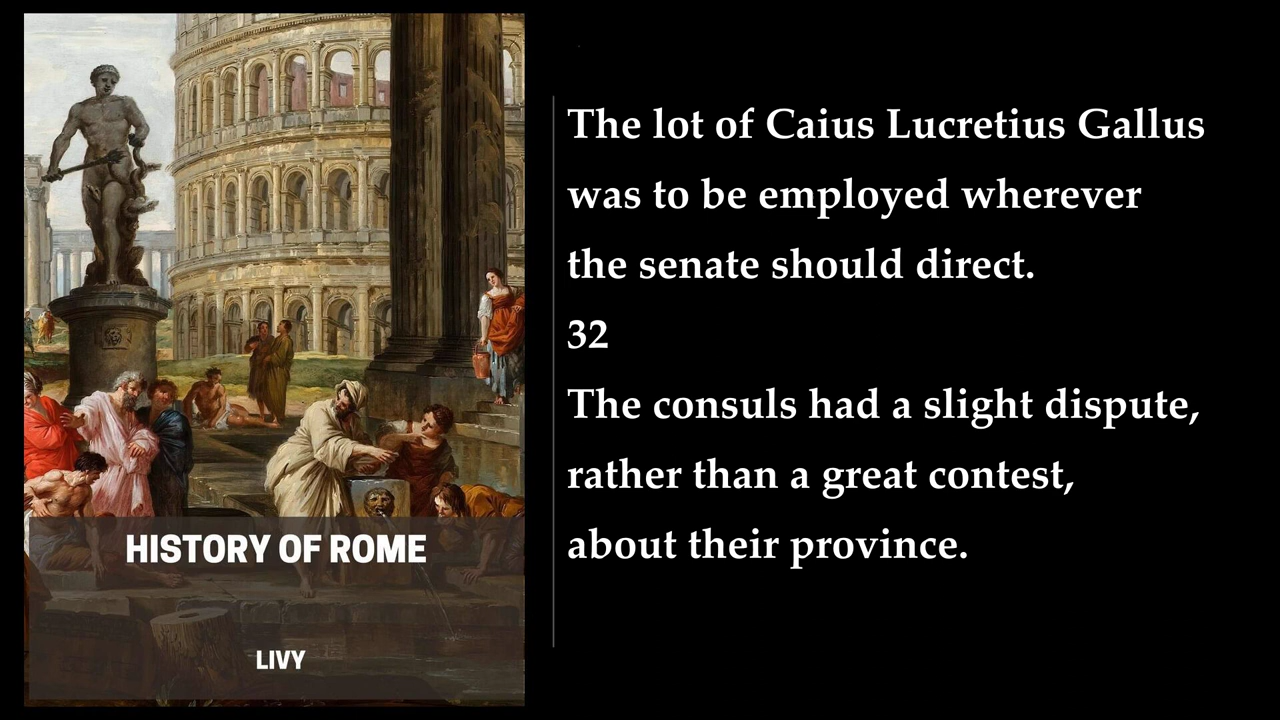 HISTORY OF ROME
LIVY
The lot of Caius Lucretius Gallus
was to be employed wherever
the senate should direct.
32
The consuls had a slight dispute,
rather than a great contest,
about their province.